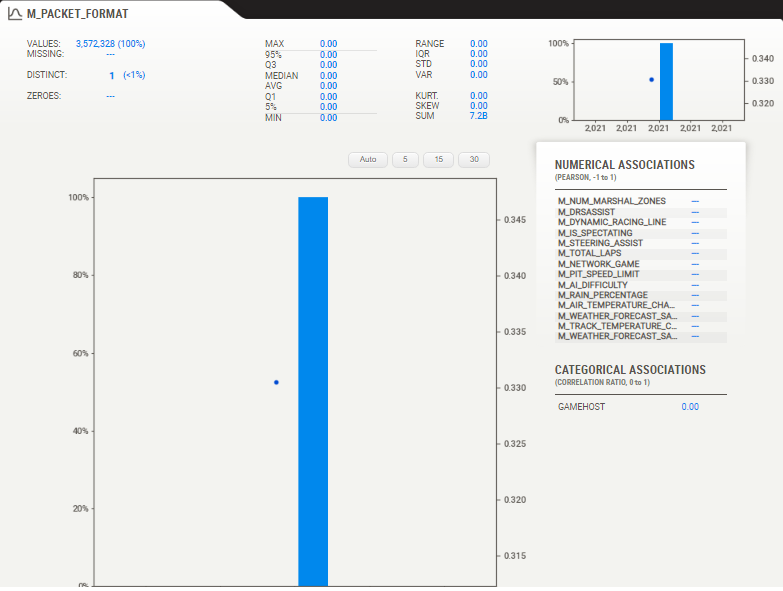 M_PACKET_FORMAT
VALUES: 3,572,328 (100%)
MISSING: ---
DISTINCT: 1 (<1%)
ZEROES: ---
MAX 0.00
95% 0.00
Q3 0.00
MEDIAN 0.00
AVG 0.00
Q1 0.00
5% 0.00
MIN 0.00
RANGE 0.00
IQR 0.00
STD 0.00
VAR 0.00
KURT. 0.00
SKEW 0.00
SUM 7.2B
100%
50%
0%
0.340
0.330
0.320
2,021 2,021 2,021 2,021 2,021
Auto 5 15 30
100%
80%
60%
40%
20%
0%
0.345
0.340
0.335
0.330
0.325
0.320
0.315
NUMERICAL ASSOCIATIONS
(PEARSON, -1 to 1)
M_NUM_MARSHAL_ZONES ---
M_DRSASSIST ---
M_DYNAMIC_RACING_LINE ---
M_IS_SPECTATING ---
M_STEERING_ASSIST ---
M_TOTAL_LAPS ---
M_NETWORK_GAME ---
M_PIT_SPEED_LIMIT ---
M_AI_DIFFICULTY ---
M_RAIN_PERCENTAGE ---
M_AIR_TEMPERATURE_CHA... ---
M_WEATHER_FORECAST_SA... ---
M_TRACK_TEMPERATURE_C... ---
M_WEATHER_FORECAST_SA... ---
CATEGORICAL ASSOCIATIONS
(CORRELATION RATIO, 0 to 1)
GAMEHOST 0.00